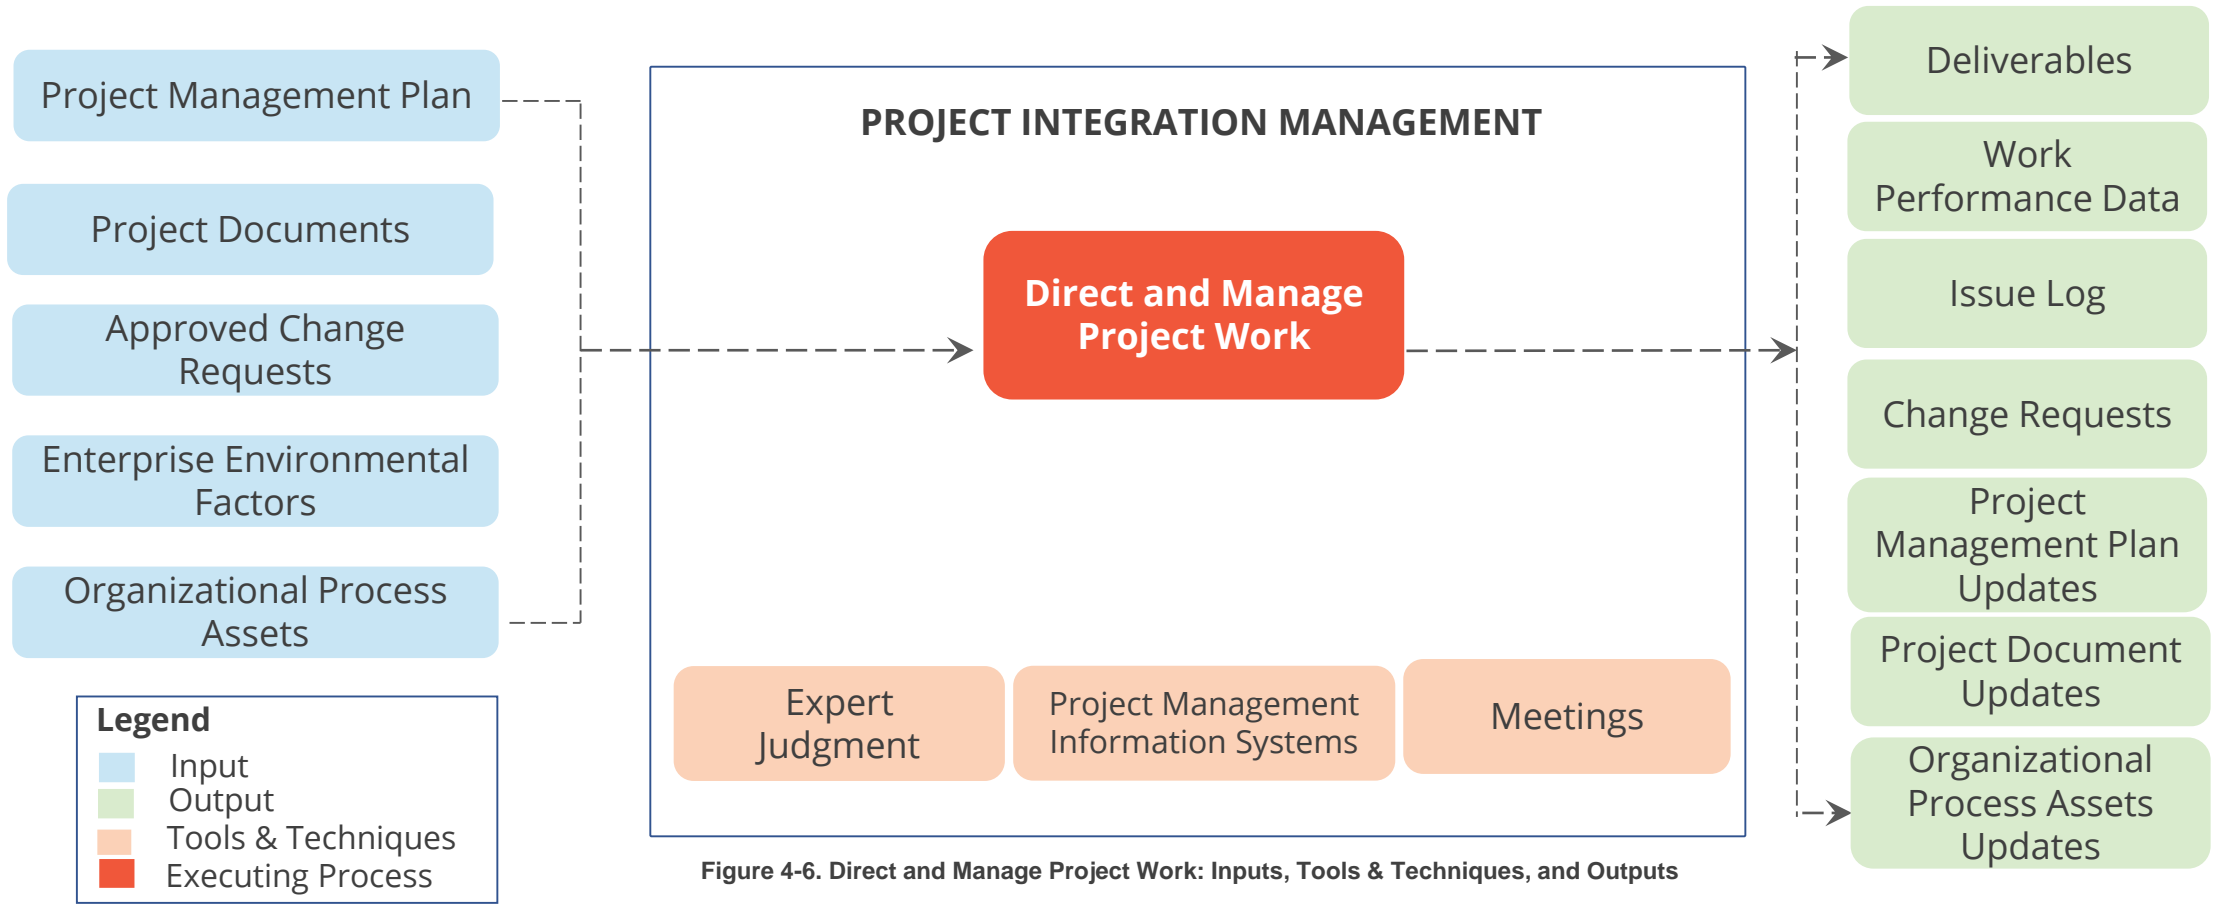 Project Management Plan
Project Documents
Approved Change
Requests
Enterprise Environmental
Factors
Organizational Process
Assets
Legend
Input
Output
Tools & Techniques
Executing Process
PROJECT INTEGRATION MANAGEMENT
Direct and Manage
Project Work
Expert
Judgment
Project Management
Information Systems
Meetings
Figure 4-6. Direct and Manage Project Work: Inputs, Tools & Techniques, and Outputs
Deliverables
Work
Performance Data
Issue Log
Change Requests
Project
Management Plan
Updates
Project Document
Updates
Organizational
Process Assets
Updates